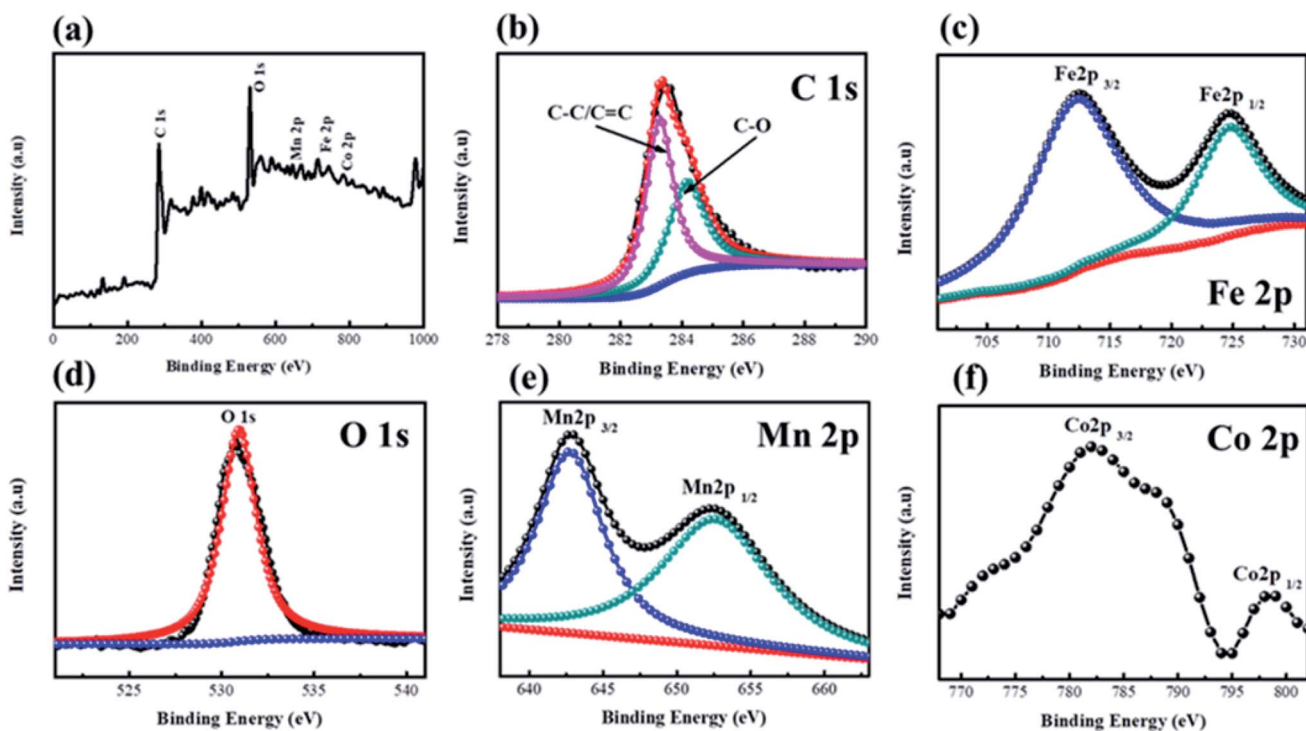 (a)
C 1s
O 1s
Mn 2p
Fe 2p
Co 2p
Intensity (a.u)
0 200 400 600 800 1000
Binding Energy (eV)
(b)
C 1s
C-C/C=C
C-O
Intensity (a.u)
278 280 282 284 286 288 290
Binding Energy (eV)
(c)
Fe2p 3/2
Fe2p 1/2
Fe 2p
Intensity (a.u)
705 710 715 720 725 730
Binding Energy (eV)
(d)
O 1s
O 1s
Intensity (a.u)
525 530 535 540
Binding Energy (eV)
(e)
Mn2p 3/2
Mn 2p
Mn2p 1/2
Intensity (a.u)
640 645 650 655 660
Binding Energy (eV)
(f)
Co2p 3/2
Co 2p
Co2p 1/2
Intensity (a.u)
770 775 780 785 790 795 800
Binding Energy (eV)